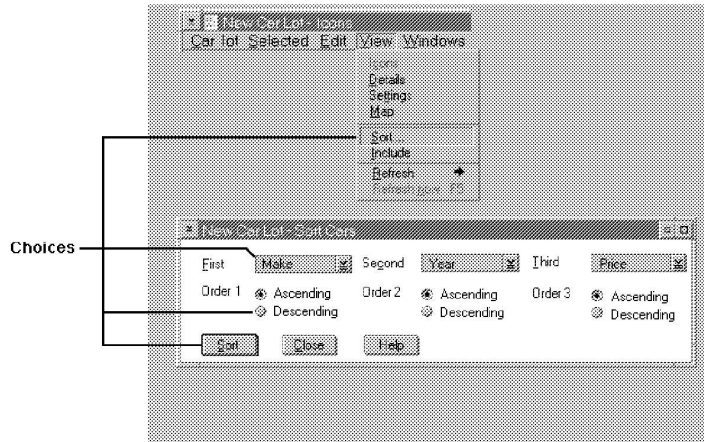 New Car Lot - Icons
Car lot Selected Edit View Windows
Icons
Details
Settings
Map
Sort
Include
Refresh
Refresh now F5
New Car Lot - Sort Cars
Choices
First Make Second Year Third Price
Order 1 Ascending Order 2 Ascending Order 3 Ascending
Descending Descending Descending
Sort Close Help